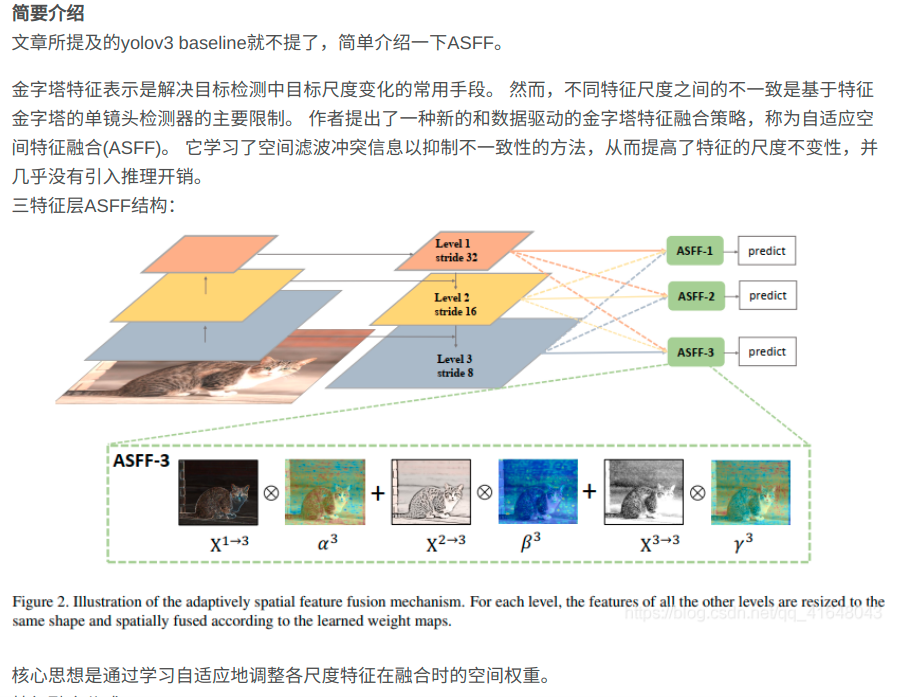 简要介绍
文章所提及的yolov3 baseline就不提了，简单介绍一下ASFF。
金字塔特征表示是解决目标检测中目标尺度变化的常用手段。 然而，不同特征尺度之间的不一致是基于特征
金字塔的单镜头检测器的主要限制。 作者提出了一种新的和数据驱动的金字塔特征融合策略，称为自适应空
间特征融合(ASFF)。 它学习了空间滤波冲突信息以抑制不一致性的方法，从而提高了特征的尺度不变性，并
几乎没有引入推理开销。
三特征层ASFF结构：
Level 1
stride 32
ASFF-1
predict
Level 2
stride 16
ASFF-2
predict
Level 3
stride 8
ASFF-3
predict
ASFF-3
⊗ + ⊗ + ⊗
X¹→³ α³ X²→³ β³ X³→³ γ³
Figure 2. Illustration of the adaptively spatial feature fusion mechanism. For each level, the features of all the other levels are resized to the
same shape and spatially fused according to the learned weight maps.
https://blog.csdn.net/qq_41648043
核心思想是通过学习自适应地调整各尺度特征在融合时的空间权重。